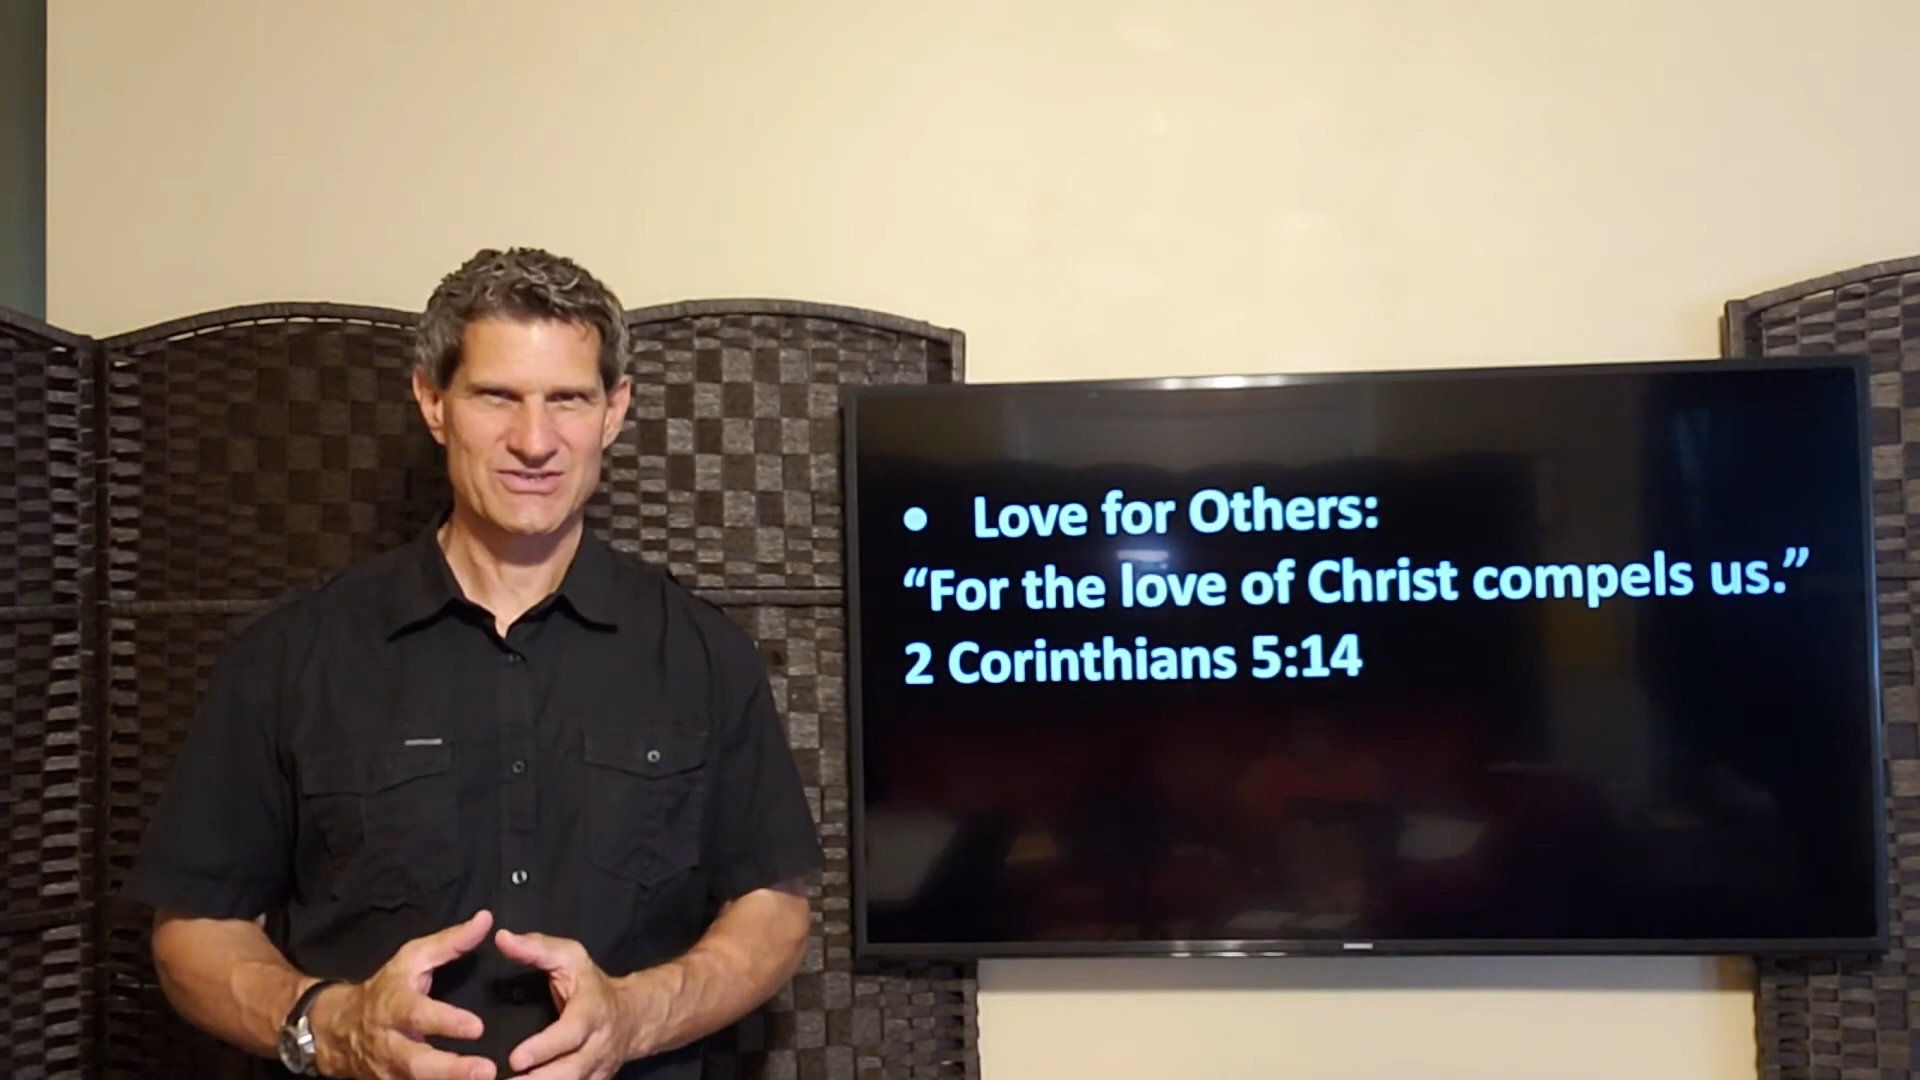 • Love for Others:
“For the love of Christ compels us.”
2 Corinthians 5:14